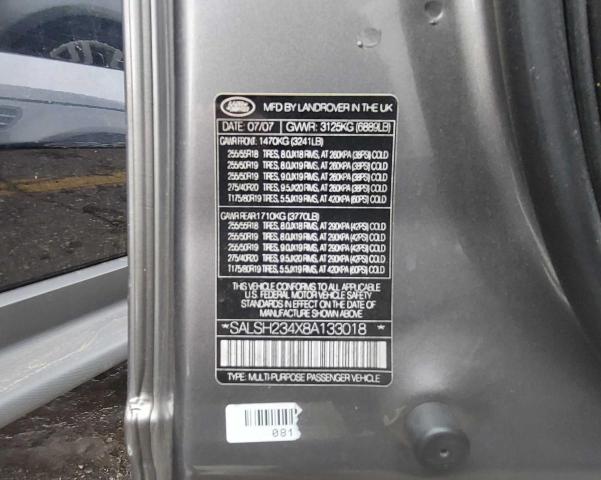 LAND ROVER
MFD BY LANDROVER IN THE UK
DATE: 07/07 GVWR: 3125KG (6889LB)
GAWR FRONT: 1470KG (3241LB)
255/55R18 TIRES, 8.0JX18 RIMS, AT 260KPA (38PSI) COLD
255/50R19 TIRES, 8.0JX19 RIMS, AT 260KPA (38PSI) COLD
255/50R19 TIRES, 9.0JX19 RIMS, AT 260KPA (38PSI) COLD
275/40R20 TIRES, 9.5JX20 RIMS, AT 260KPA (38PSI) COLD
T175/80R19 TIRES, 5.5JX19 RIMS, AT 420KPA (60PSI) COLD
GAWR REAR 1710KG (3770LB)
255/55R18 TIRES, 8.0JX18 RIMS, AT 290KPA (42PSI) COLD
255/50R19 TIRES, 8.0JX19 RIMS, AT 290KPA (42PSI) COLD
255/50R19 TIRES, 9.0JX19 RIMS, AT 290KPA (42PSI) COLD
275/40R20 TIRES, 9.5JX20 RIMS, AT 290KPA (42PSI) COLD
T175/80R19 TIRES, 5.5JX19 RIMS, AT 420KPA (60PSI) COLD
THIS VEHICLE CONFORMS TO ALL APPLICABLE
U.S. FEDERAL MOTOR VEHICLE SAFETY
STANDARDS IN EFFECT ON THE DATE OF
MANUFACTURE SHOWN ABOVE.
*SALSH234X8A133018 *
TYPE: MULTI-PURPOSE PASSENGER VEHICLE
081